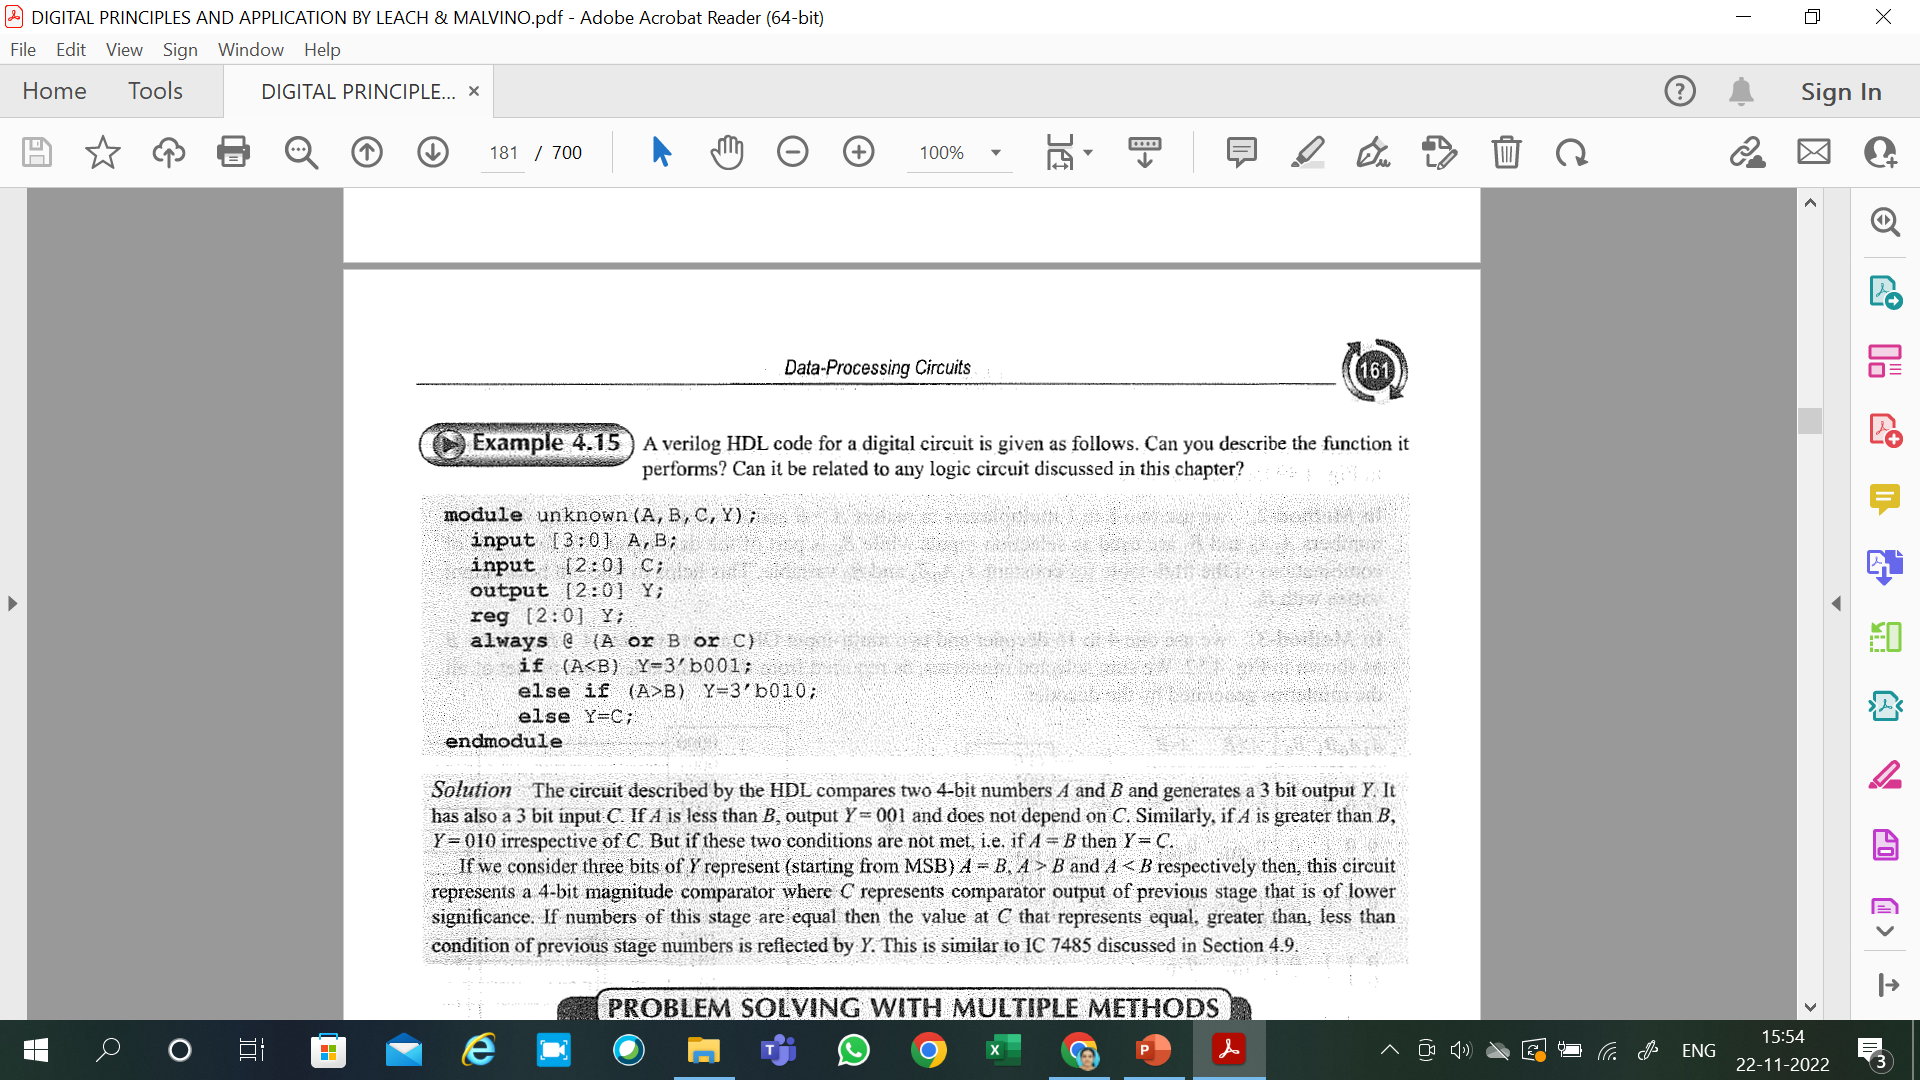 DIGITAL PRINCIPLES AND APPLICATION BY LEACH & MALVINO.pdf - Adobe Acrobat Reader (64-bit)
File Edit View Sign Window Help
Home Tools DIGITAL PRINCIPLE... × Sign In
181 / 700 100%
Data-Processing Circuits 161
Example 4.15 A verilog HDL code for a digital circuit is given as follows. Can you describe the function it
performs? Can it be related to any logic circuit discussed in this chapter?
module unknown(A,B,C,Y);
input [3:0] A,B;
input [2:0] C;
output [2:0] Y;
reg [2:0] Y;
always @ (A or B or C)
if (A<B) Y=3'b001;
else if (A>B) Y=3'b010;
else Y=C;
endmodule
Solution The circuit described by the HDL compares two 4-bit numbers A and B and generates a 3 bit output Y. It
has also a 3 bit input C. If A is less than B, output Y = 001 and does not depend on C. Similarly, if A is greater than B,
Y = 010 irrespective of C. But if these two conditions are not met, i.e. if A = B then Y = C.
If we consider three bits of Y represent (starting from MSB) A = B, A > B and A < B respectively then, this circuit
represents a 4-bit magnitude comparator where C represents comparator output of previous stage that is of lower
significance. If numbers of this stage are equal then the value at C that represents equal, greater than, less than
condition of previous stage numbers is reflected by Y. This is similar to IC 7485 discussed in Section 4.9.
PROBLEM SOLVING WITH MULTIPLE METHODS
ENG 15:54
22-11-2022 3